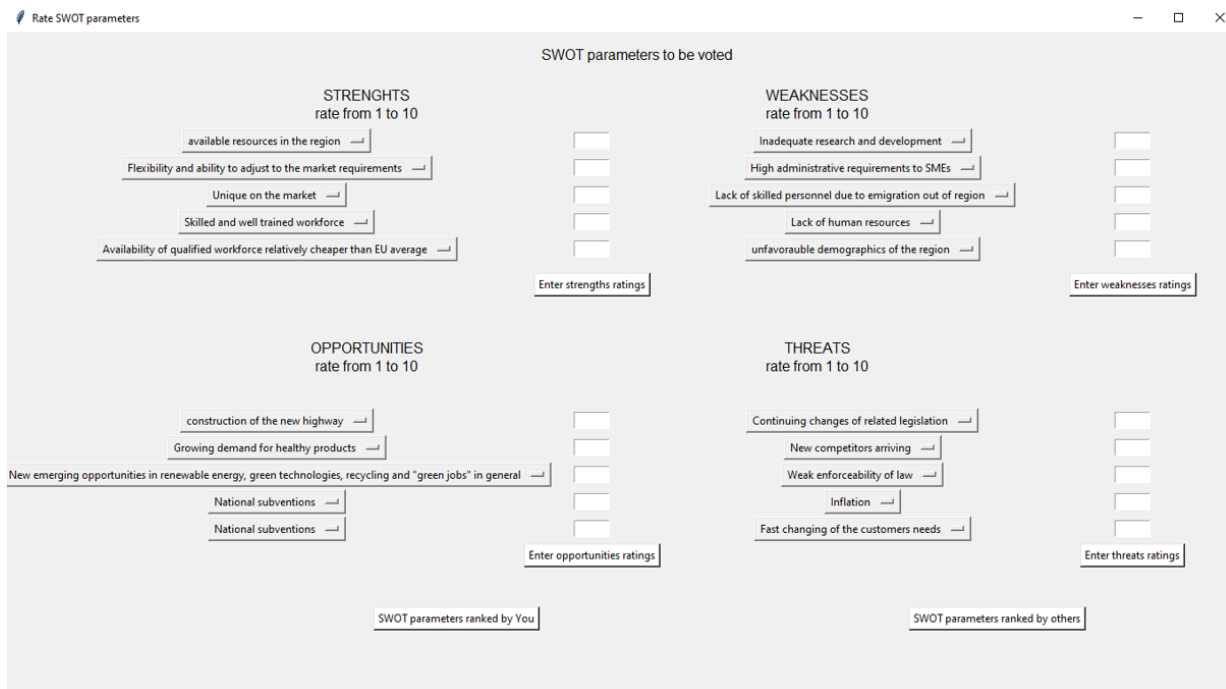 Rate SWOT parameters
SWOT parameters to be voted
STRENGHTS
rate from 1 to 10
available resources in the region
Flexibility and ability to adjust to the market requirements
Unique on the market
Skilled and well trained workforce
Availability of qualified workforce relatively cheaper than EU average
Enter strengths ratings
WEAKNESSES
rate from 1 to 10
Inadequate research and development
High administrative requirements to SMEs
Lack of skilled personnel due to emigration out of region
Lack of human resources
unfavorauble demographics of the region
Enter weaknesses ratings
OPPORTUNITIES
rate from 1 to 10
construction of the new highway
Growing demand for healthy products
New emerging opportunities in renewable energy, green technologies, recycling and "green jobs" in general
National subventions
National subventions
Enter opportunities ratings
THREATS
rate from 1 to 10
Continuing changes of related legislation
New competitors arriving
Weak enforceability of law
Inflation
Fast changing of the customers needs
Enter threats ratings
SWOT parameters ranked by You
SWOT parameters ranked by others